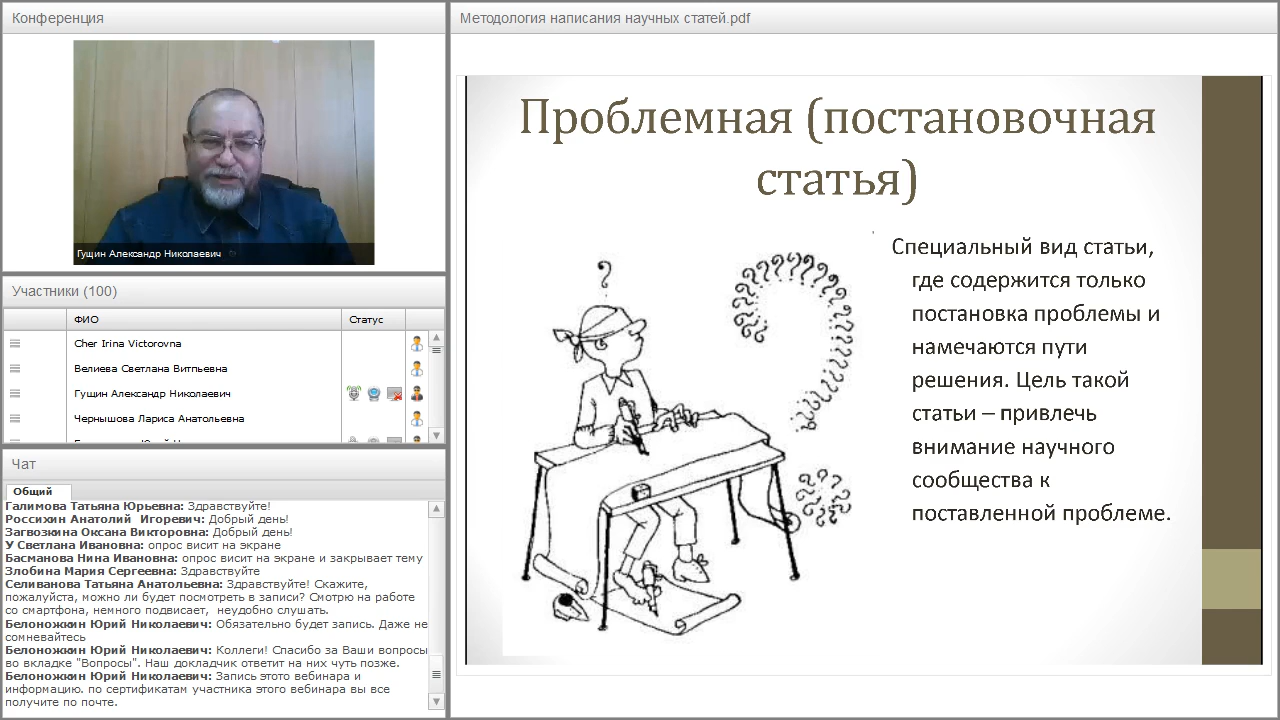 Конференция
Гущин Александр Николаевич
Участники (100)
ФИО
Статус
Cher Irina Victorovna
Велиева Светлана Витпьевна
Гущин Александр Николаевич
Чернышова Лариса Анатольевна
Чат
Общий
Галимова Татьяна Юрьевна: Здравствуйте!
Россихин Анатолий Игоревич: Добрый день!
Загвозкина Оксана Викторовна: Добрый день!
У Светлана Ивановна: опрос висит на экране
Басманова Нина Ивановна: опрос висит на экране и закрывает тему
Злобина Мария Сергеевна: Здравствуйте
Селиванова Татьяна Анатольевна: Здравствуйте! Скажите,
пожалуйста, можно ли будет посмотреть в записи? Смотрю на работе
со смартфона, немного подвисает, неудобно слушать.
Белоножкин Юрий Николаевич: Обязательно будет запись. Даже не
сомневайтесь
Белоножкин Юрий Николаевич: Коллеги! Спасибо за Ваши вопросы
во вкладке "Вопросы". Наш докладчик ответит на них чуть позже.
Белоножкин Юрий Николаевич: Запись этото вебинара и
информацию. по сертификатам участника этого вебинара вы все
получите по почте.
Методология написания научных статей.pdf
Проблемная (постановочная
статья)
Специальный вид статьи,
где содержится только
постановка проблемы и
намечаются пути
решения. Цель такой
статьи – привлечь
внимание научного
сообщества к
поставленной проблеме.